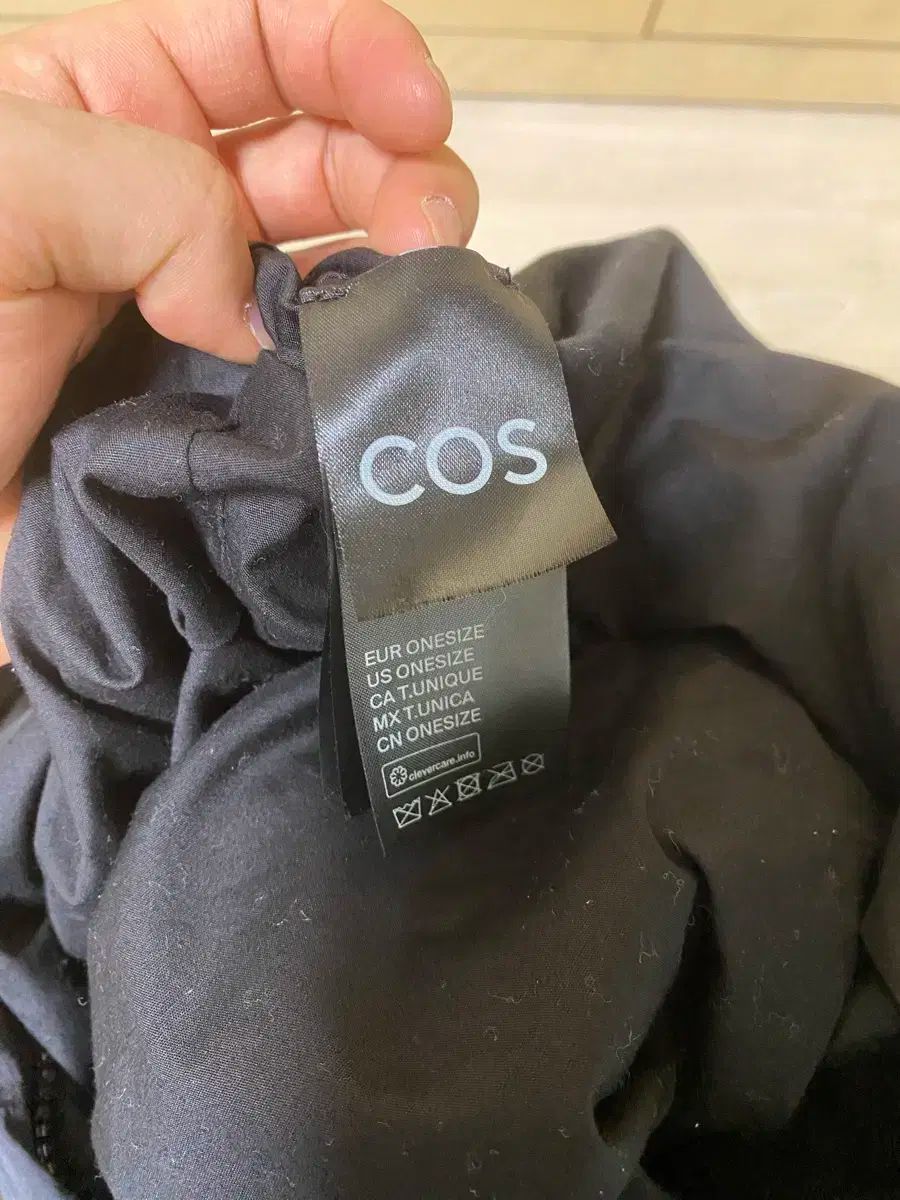 COS
EUR ONESIZE
US ONESIZE
CA T.UNIQUE
MX T.UNICA
CN ONESIZE
clevercare.info